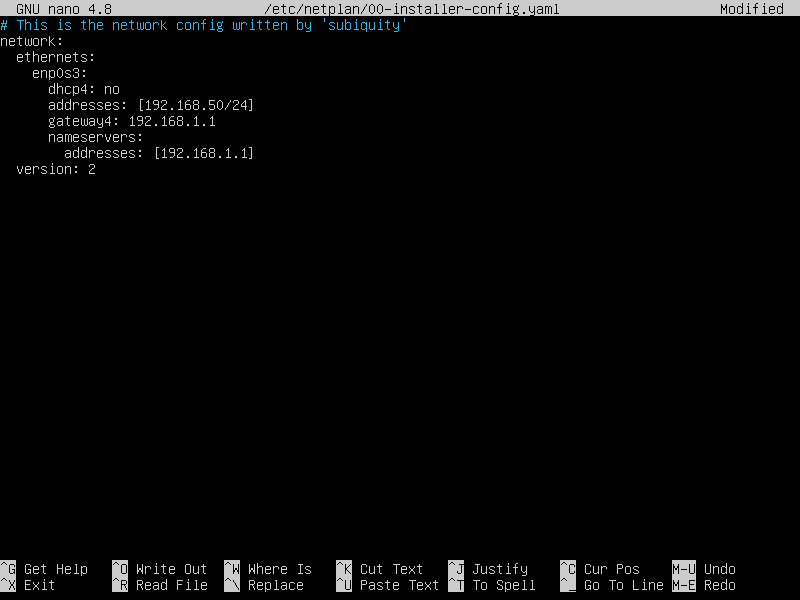 GNU nano 4.8 /etc/netplan/00-installer-config.yaml Modified
# This is the network config written by 'subiquity'
network:
  ethernets:
    enp0s3:
      dhcp4: no
      addresses: [192.168.50/24]
      gateway4: 192.168.1.1
      nameservers:
        addresses: [192.168.1.1]
  version: 2
^G Get Help ^O Write Out ^W Where Is ^K Cut Text ^J Justify ^C Cur Pos M-U Undo
^X Exit ^R Read File ^\ Replace ^U Paste Text ^T To Spell ^_ Go To Line M-E Redo